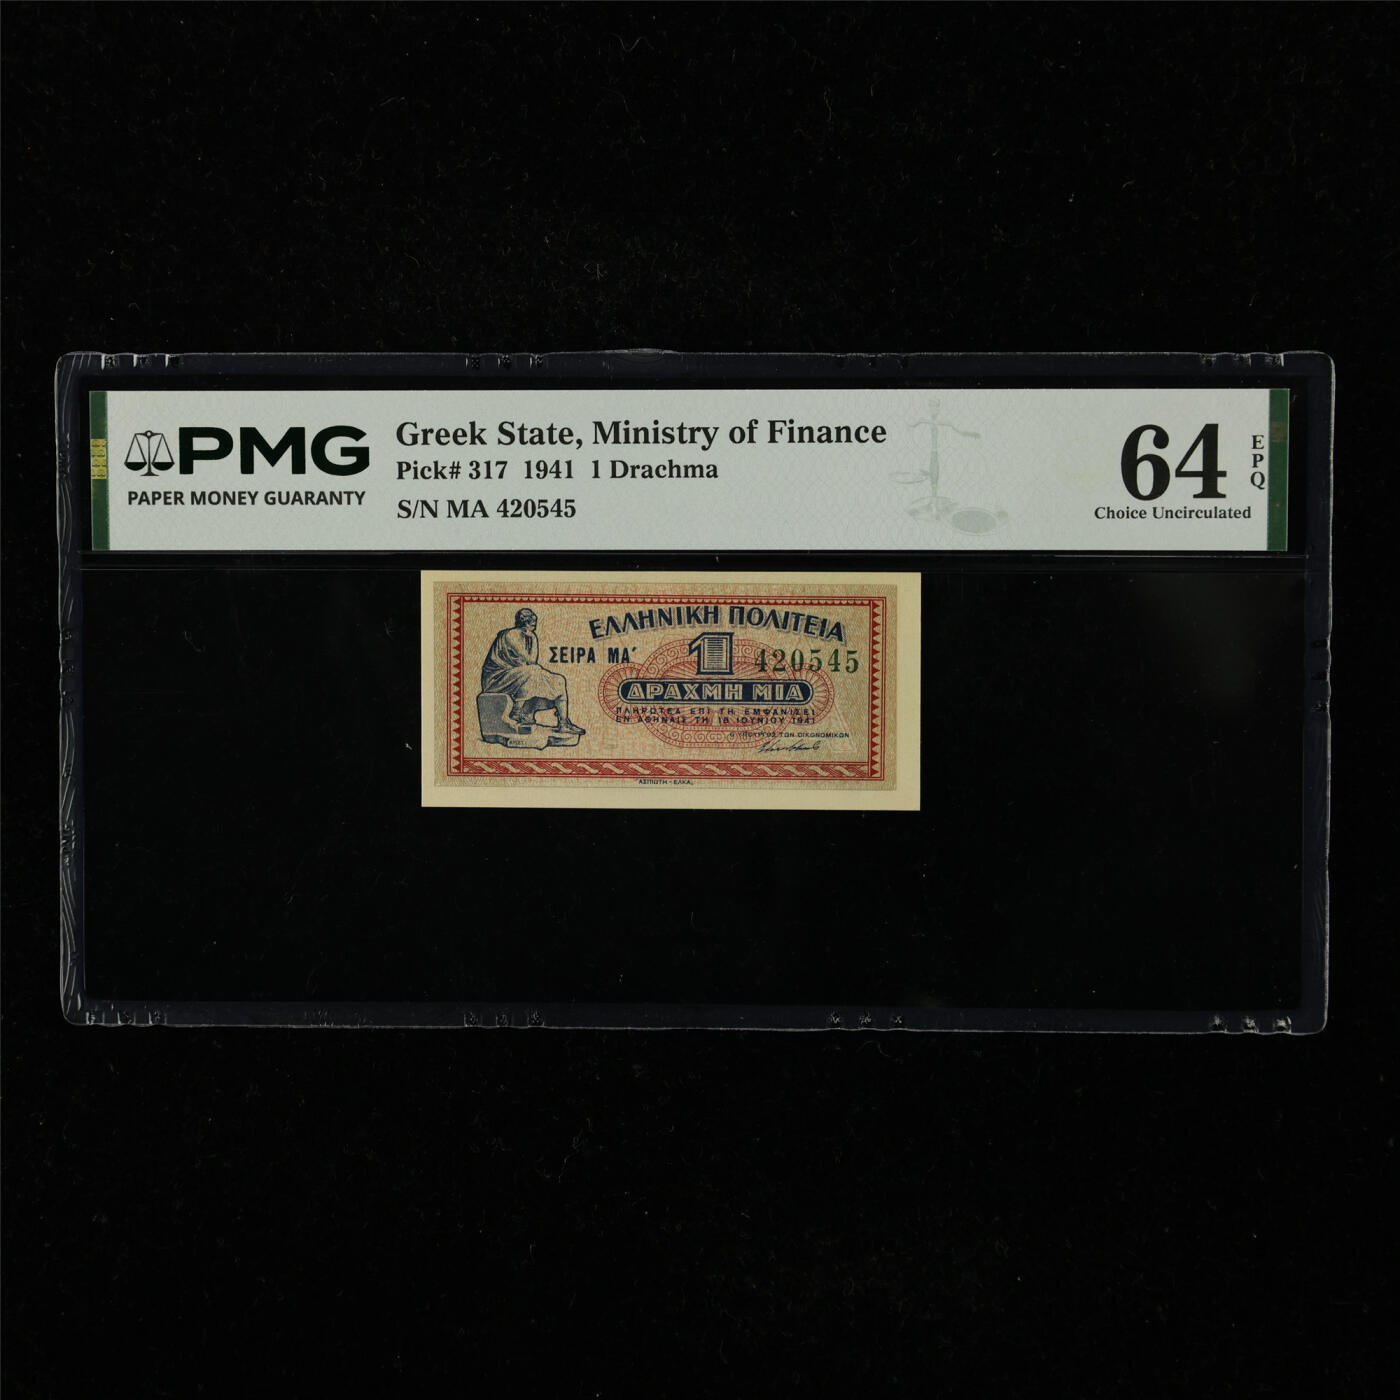 PMG
PAPER MONEY GUARANTY
Greek State, Ministry of Finance
Pick# 317 1941 1 Drachma
S/N MA 420545
64
EPQ
Choice Uncirculated
ΕΛΛΗΝΙΚΗ ΠΟΛΙΤΕΙΑ
ΣΕΙΡΑ ΜΑ΄ 1 420545
ΔΡΑΧΜΗ ΜΙΑ
ΠΛΗΡΩΤΕΑ ΕΠΙ ΤΗ ΕΜΦΑΝΙΣΕΙ
ΕΝ ΑΘΗΝΑΙΣ ΤΗ 18 ΙΟΥΝΙΟΥ 1941
Ο ΥΠΟΥΡΓΟΣ ΤΩΝ ΟΙΚΟΝΟΜΙΚΩΝ
ΑΣΠΙΩΤΗ-ΕΛΚΑ.